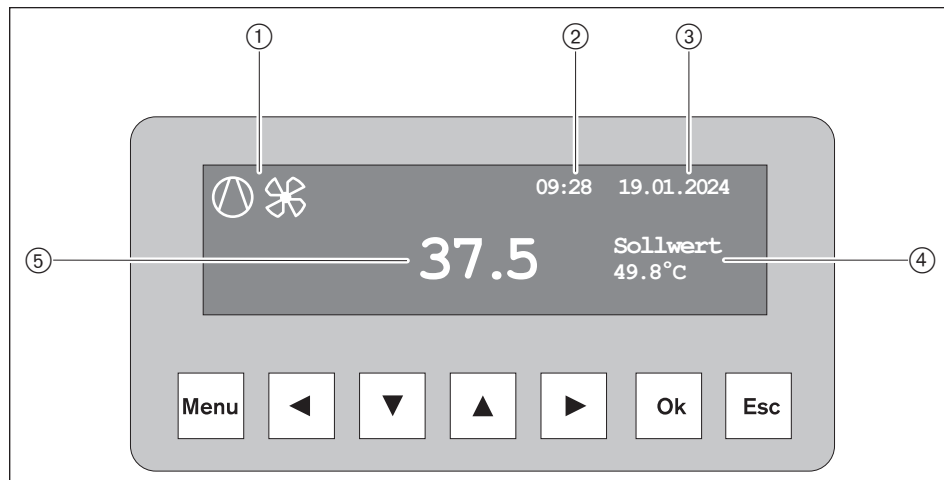 ① ② ③
09:28 19.01.2024
⑤ 37.5 Sollwert ④
49.8°C
Menu ◄ ▼ ▲ ► Ok Esc